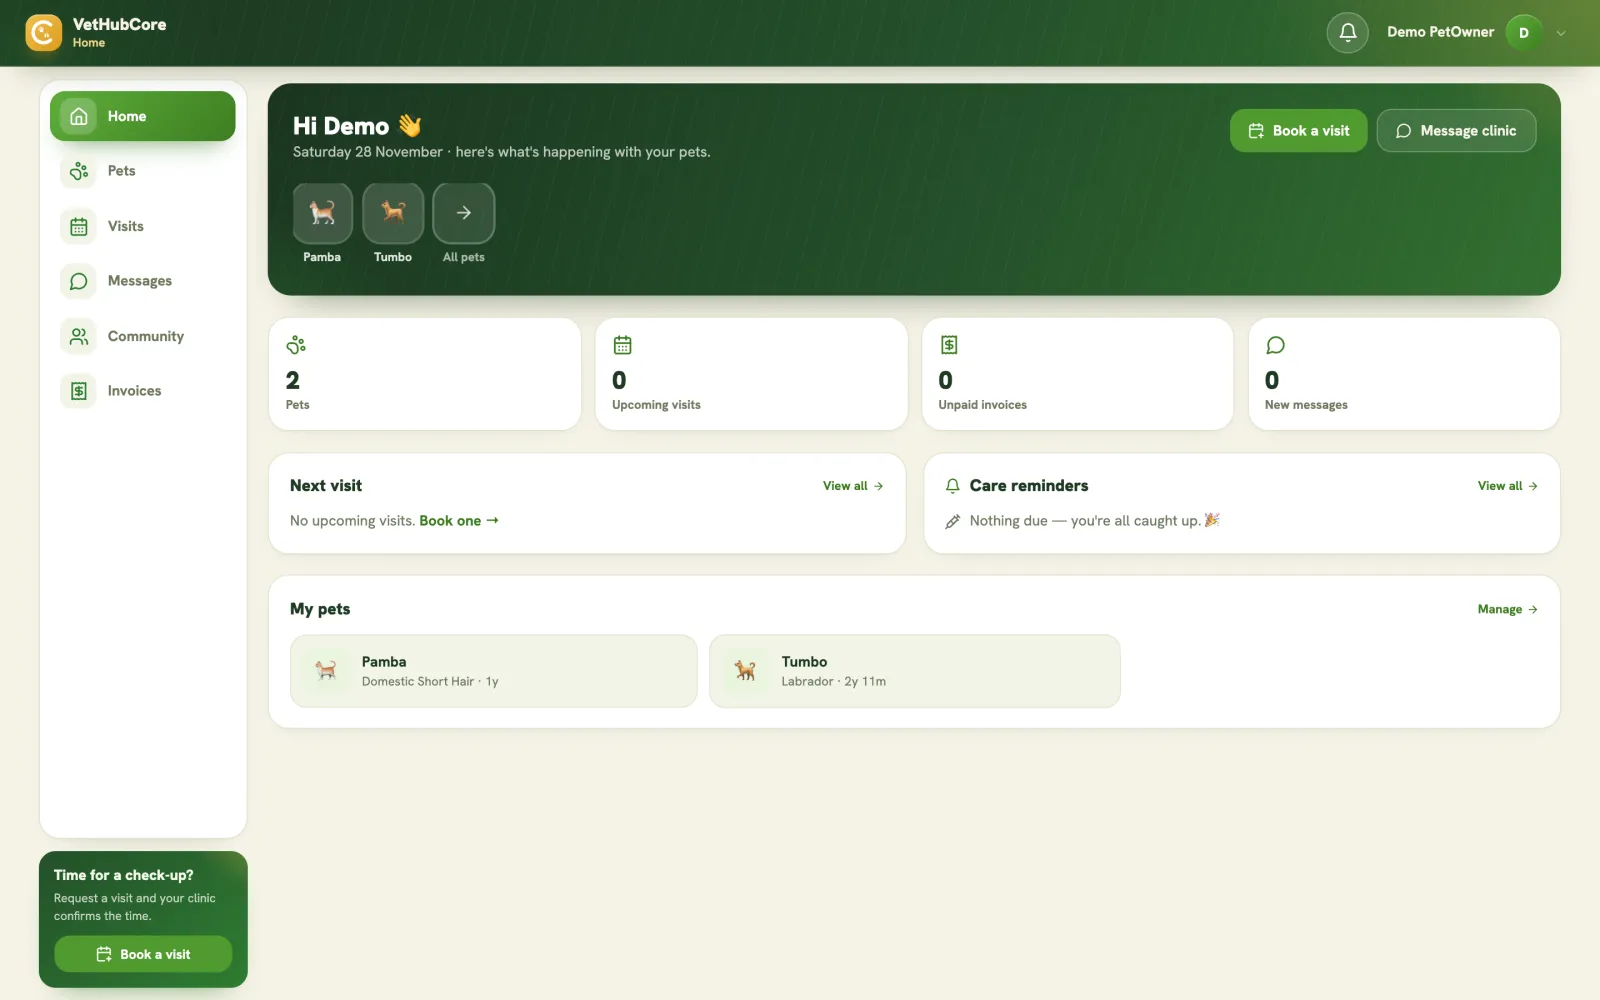 VetHubCore
Home
Demo PetOwner
D
Home
Pets
Visits
Messages
Community
Invoices
Time for a check-up?
Request a visit and your clinic
confirms the time.
Book a visit
Hi Demo 👋
Saturday 28 November · here's what's happening with your pets.
Book a visit
Message clinic
Pamba
Tumbo
All pets
2
Pets
0
Upcoming visits
0
Unpaid invoices
0
New messages
Next visit
View all →
No upcoming visits. Book one →
Care reminders
View all →
Nothing due — you're all caught up. 🎉
My pets
Manage →
Pamba
Domestic Short Hair · 1y
Tumbo
Labrador · 2y 11m